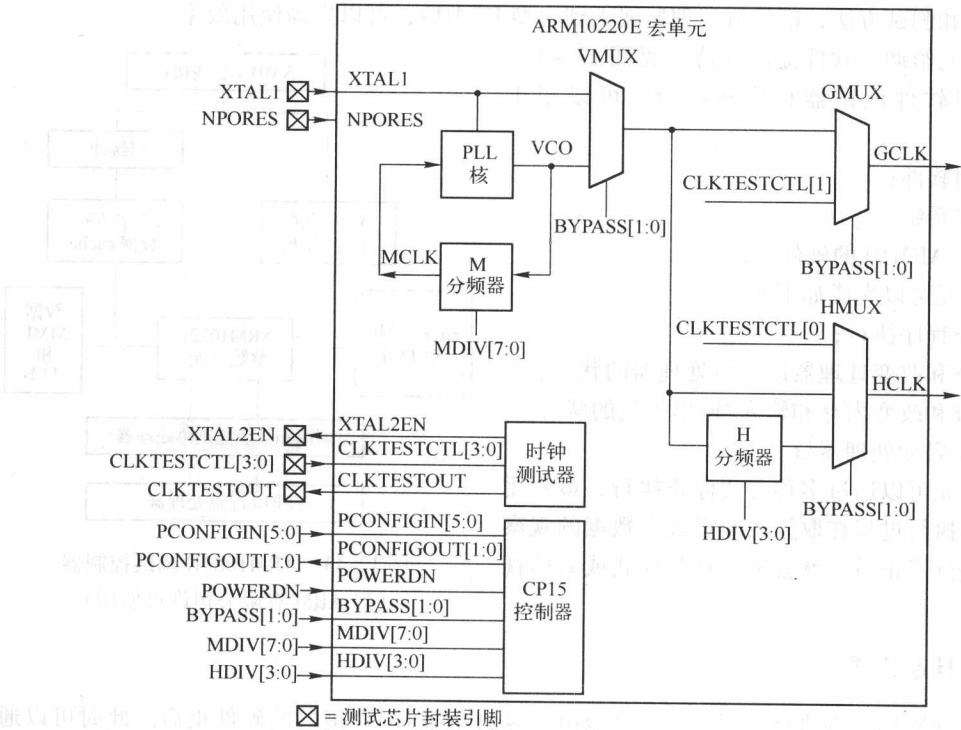 ARM10220E 宏单元
VMUX
GMUX
XTAL1
XTAL1
NPORES
NPORES
PLL
核
VCO
GCLK
CLKTESTCTL[1]
BYPASS[1:0]
MCLK
M
分频器
BYPASS[1:0]
HMUX
CLKTESTCTL[0]
MDIV[7:0]
HCLK
XTAL2EN
XTAL2EN
CLKTESTCTL[3:0]
CLKTESTCTL[3:0]
CLKTESTOUT
CLKTESTOUT
时钟
测试器
H
分频器
BYPASS[1:0]
HDIV[3:0]
PCONFIGIN[5:0]
PCONFIGIN[5:0]
PCONFIGOUT[1:0]
PCONFIGOUT[1:0]
POWERDN
POWERDN
BYPASS[1:0]
BYPASS[1:0]
MDIV[7:0]
MDIV[7:0]
HDIV[3:0]
HDIV[3:0]
CP15
控制器
=测试芯片封装引脚